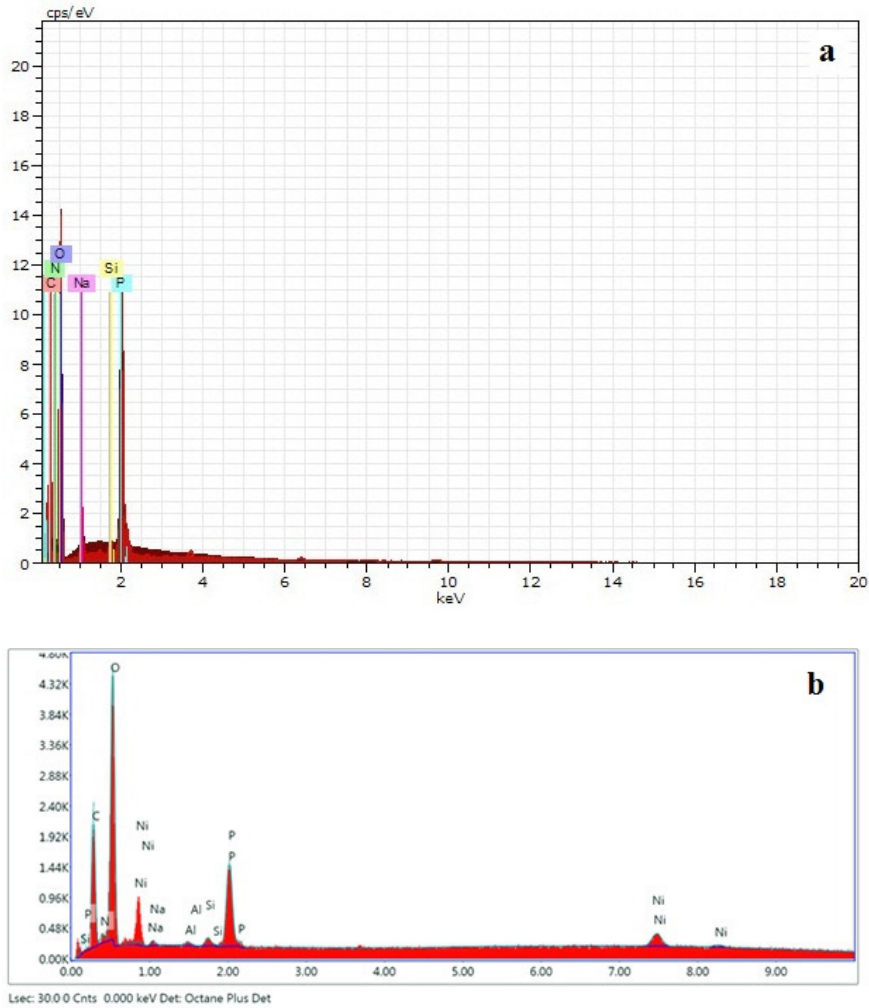 cps/eV
a
20
18
16
14
12
10
8
6
4
2
0
O
N
Si
C Na P
2 4 6 8 10 12 14 16 18 20
keV
b
4.32K
3.84K
3.36K
2.88K
2.40K
1.92K
1.44K
0.96K
0.48K
0.00K
O
C
Ni
P
Ni
P
Ni
Na Al Si Ni
P N Na Al Si P Ni Ni
Si
0.00 1.00 2.00 3.00 4.00 5.00 6.00 7.00 8.00 9.00
Lsec: 30.0 0 Cnts 0.000 keV Det: Octane Plus Det